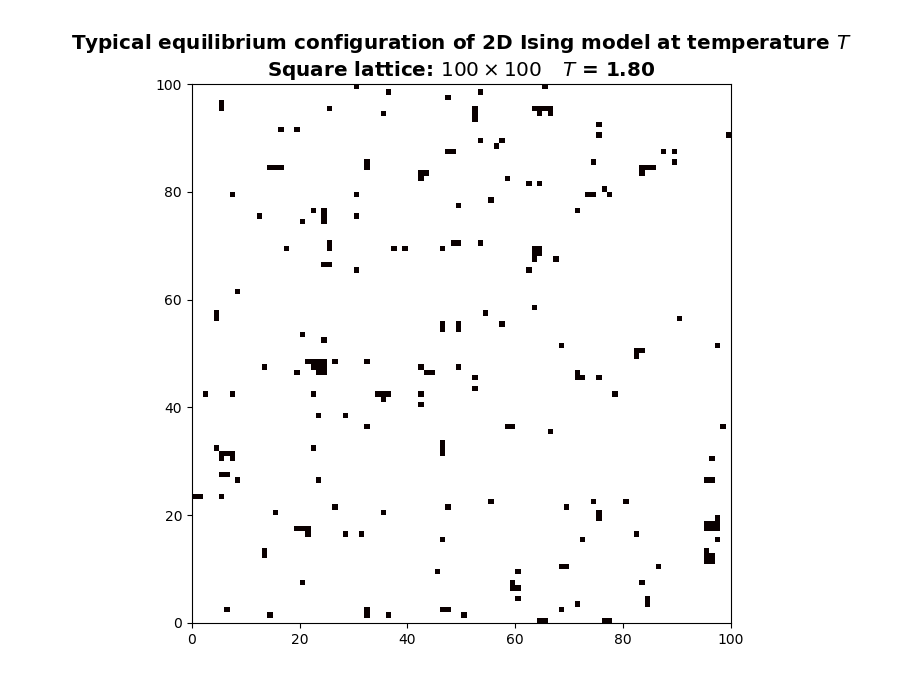 Typical equilibrium configuration of 2D Ising model at temperature T
Square lattice: 100 × 100 T = 1.80
100
80
60
40
20
0
0 20 40 60 80 100